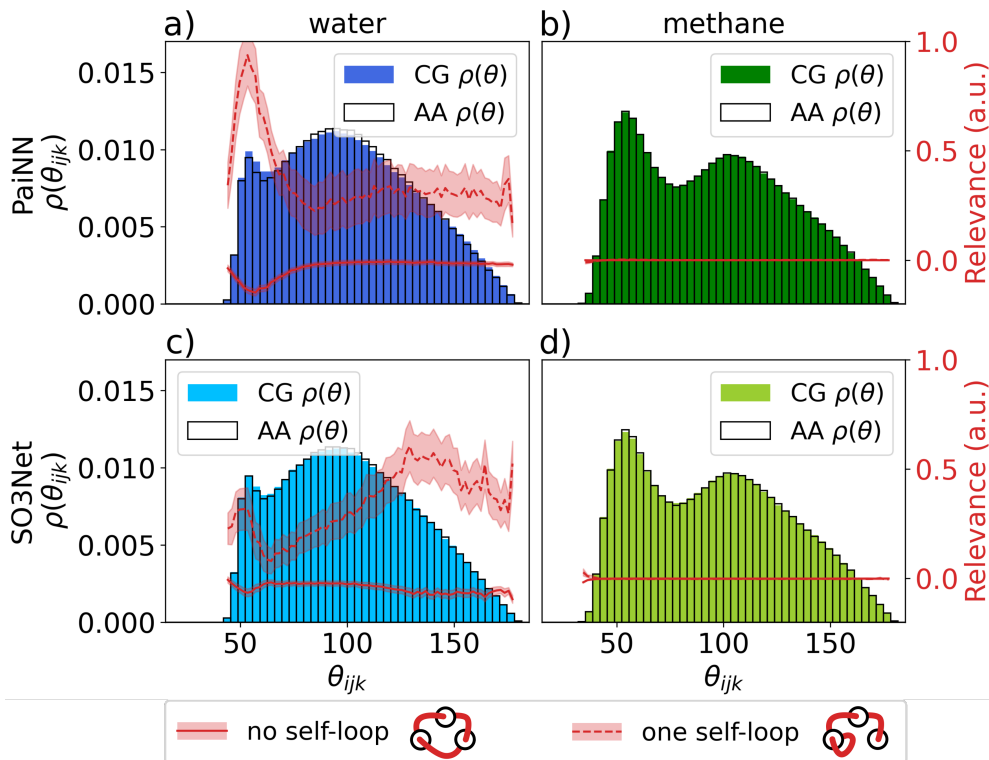 a) water
b) methane
PaiNN
ρ(θijk)
0.015
0.010
0.005
0.000
CG ρ(θ)
AA ρ(θ)
CG ρ(θ)
AA ρ(θ)
1.0
0.5
0.0
Relevance (a.u.)
c)
d)
SO3Net
ρ(θijk)
0.015
0.010
0.005
0.000
CG ρ(θ)
AA ρ(θ)
CG ρ(θ)
AA ρ(θ)
1.0
0.5
0.0
Relevance (a.u.)
50 100 150
50 100 150
θijk
θijk
no self-loop
one self-loop